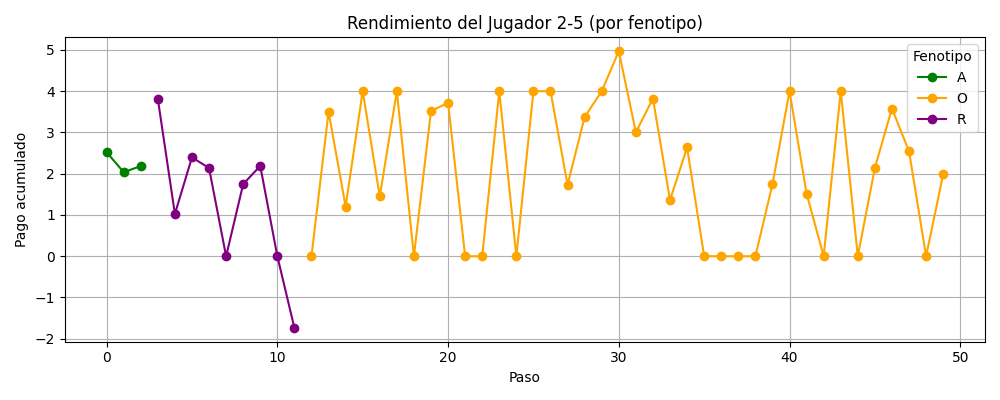 Rendimiento del Jugador 2-5 (por fenotipo)
Pago acumulado
5
4
3
2
1
0
−1
−2
0
10
20
30
40
50
Paso
Fenotipo
A
O
R